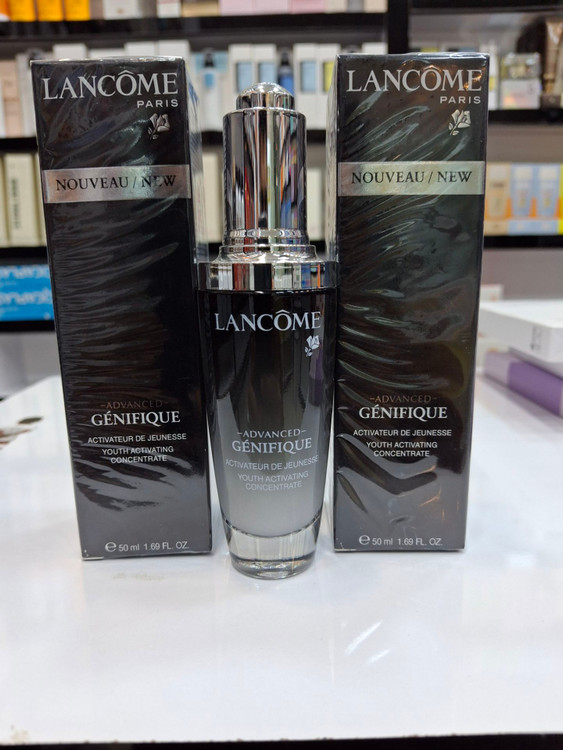 LANCÔME
PARIS
NOUVEAU / NEW
-ADVANCED-
GÉNIFIQUE
ACTIVATEUR DE JEUNESSE
YOUTH ACTIVATING
CONCENTRATE
e 50 ml 1.69 FL. OZ.
LANCÔME
-ADVANCED-
GÉNIFIQUE
ACTIVATEUR DE JEUNESSE
YOUTH ACTIVATING
CONCENTRATE
LANCÔME
PARIS
NOUVEAU / NEW
-ADVANCED-
GÉNIFIQUE
ACTIVATEUR DE JEUNESSE
YOUTH ACTIVATING
CONCENTRATE
e 50 ml 1.69 FL. OZ.